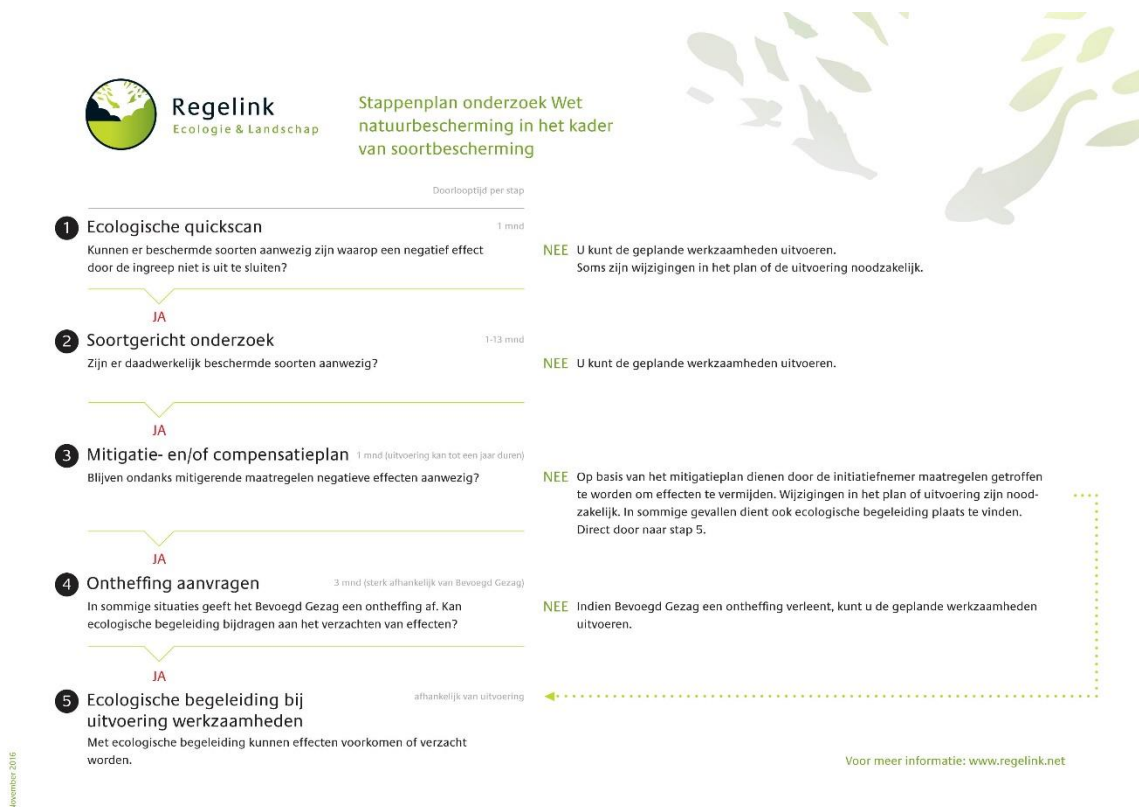 Regelink
Ecologie & Landschap
Stappenplan onderzoek Wet
natuurbescherming in het kader
van soortbescherming
Doorlooptijd per stap
1 Ecologische quickscan 1 mnd
Kunnen er beschermde soorten aanwezig zijn waarop een negatief effect
door de ingreep niet is uit te sluiten?
NEE U kunt de geplande werkzaamheden uitvoeren.
Soms zijn wijzigingen in het plan of de uitvoering noodzakelijk.
JA
2 Soortgericht onderzoek 1-13 mnd
Zijn er daadwerkelijk beschermde soorten aanwezig?
NEE U kunt de geplande werkzaamheden uitvoeren.
JA
3 Mitigatie- en/of compensatieplan 1 mnd (uitvoering kan tot een jaar duren)
Blijven ondanks mitigerende maatregelen negatieve effecten aanwezig?
NEE Op basis van het mitigatieplan dienen door de initiatiefnemer maatregelen getroffen
te worden om effecten te vermijden. Wijzigingen in het plan of uitvoering zijn nood-
zakelijk. In sommige gevallen dient ook ecologische begeleiding plaats te vinden.
Direct door naar stap 5.
JA
4 Ontheffing aanvragen 3 mnd (sterk afhankelijk van Bevoegd Gezag)
In sommige situaties geeft het Bevoegd Gezag een ontheffing af. Kan
ecologische begeleiding bijdragen aan het verzachten van effecten?
NEE Indien Bevoegd Gezag een ontheffing verleent, kunt u de geplande werkzaamheden
uitvoeren.
JA
5 Ecologische begeleiding bij afhankelijk van uitvoering
uitvoering werkzaamheden
Met ecologische begeleiding kunnen effecten voorkomen of verzacht
worden.
Voor meer informatie: www.regelink.net
November 2016